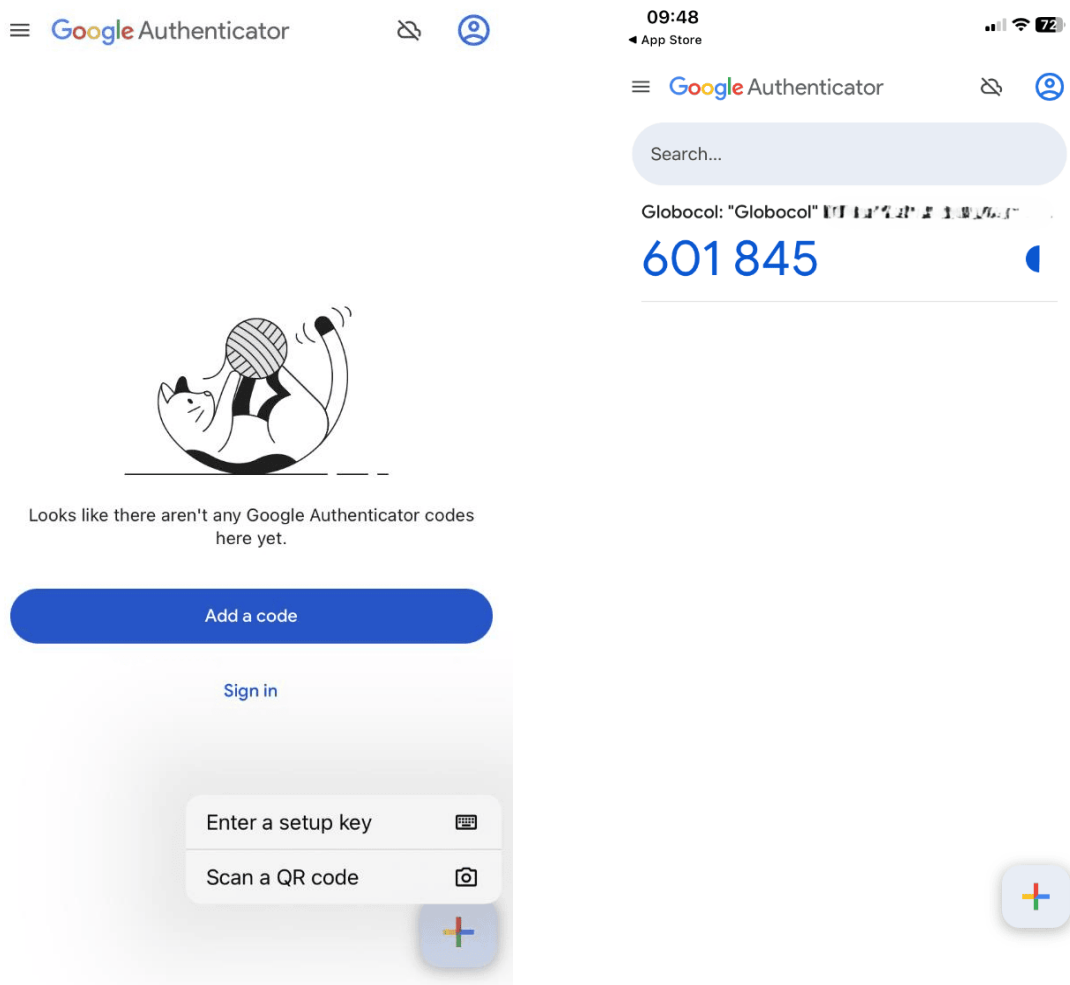 Google Authenticator
Looks like there aren't any Google Authenticator codes
here yet.
Add a code
Sign in
Enter a setup key
Scan a QR code
09:48
◀ App Store
72
Google Authenticator
Search...
Globocol: "Globocol"
601 845